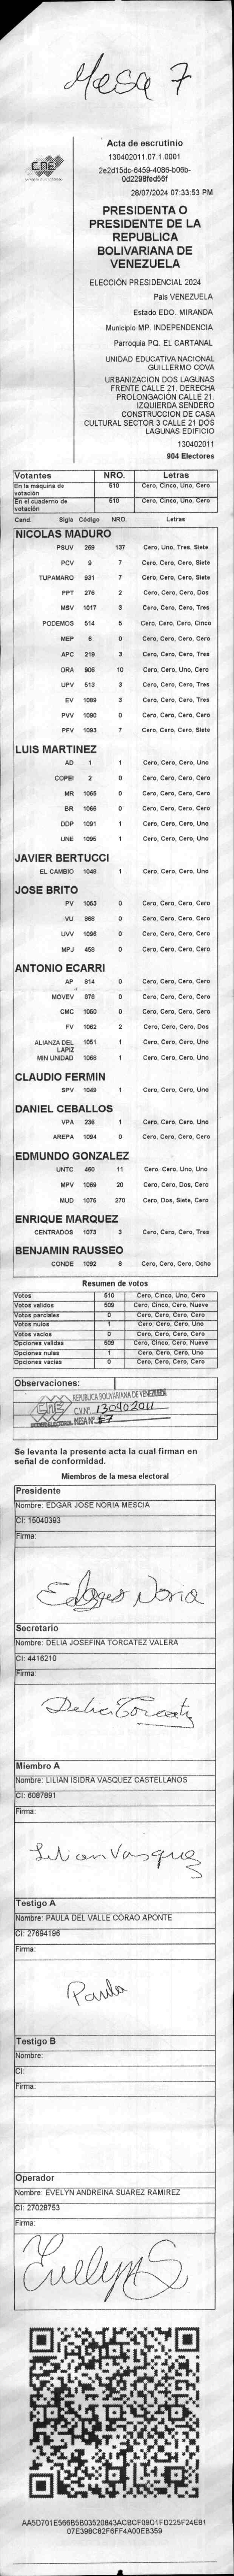 Mesa 7
CNE
Acta de escrutinio
130402011.07.1.0001
2e2d15dc-6459-4086-b06b-
0d2298fed56f
28/07/2024 07:33:53 PM
PRESIDENTA O
PRESIDENTE DE LA
REPUBLICA
BOLIVARIANA DE
VENEZUELA
ELECCIÓN PRESIDENCIAL 2024
Pais VENEZUELA
Estado EDO. MIRANDA
Municipio MP. INDEPENDENCIA
Parroquia PQ. EL CARTANAL
UNIDAD EDUCATIVA NACIONAL
GUILLERMO COVA
URBANIZACION DOS LAGUNAS
FRENTE CALLE 21. DERECHA
PROLONGACIÓN CALLE 21.
IZQUIERDA SENDERO
CONSTRUCCION DE CASA
CULTURAL SECTOR 3 CALLE 21 DOS
LAGUNAS EDIFICIO
130402011
904 Electores
Votantes NRO. Letras
En la máquina de votación 510 Cero, Cinco, Uno, Cero
En el cuaderno de votación 510 Cero, Cinco, Uno, Cero
Cand. Sigla Código NRO. Letras
NICOLAS MADURO
PSUV 269 137 Cero, Uno, Tres, Siete
PCV 9 7 Cero, Cero, Cero, Siete
TUPAMARO 931 7 Cero, Cero, Cero, Siete
PPT 276 2 Cero, Cero, Cero, Dos
MSV 1017 3 Cero, Cero, Cero, Tres
PODEMOS 514 5 Cero, Cero, Cero, Cinco
MEP 6 0 Cero, Cero, Cero, Cero
APC 219 3 Cero, Cero, Cero, Tres
ORA 906 10 Cero, Cero, Uno, Cero
UPV 513 3 Cero, Cero, Cero, Tres
EV 1089 3 Cero, Cero, Cero, Tres
PVV 1090 0 Cero, Cero, Cero, Cero
PFV 1093 7 Cero, Cero, Cero, Siete
LUIS MARTINEZ
AD 1 1 Cero, Cero, Cero, Uno
COPEI 2 0 Cero, Cero, Cero, Cero
MR 1065 0 Cero, Cero, Cero, Cero
BR 1066 0 Cero, Cero, Cero, Cero
DDP 1091 1 Cero, Cero, Cero, Uno
UNE 1095 1 Cero, Cero, Cero, Uno
JAVIER BERTUCCI
EL CAMBIO 1048 1 Cero, Cero, Cero, Uno
JOSE BRITO
PV 1053 0 Cero, Cero, Cero, Cero
VU 868 0 Cero, Cero, Cero, Cero
UVV 1096 0 Cero, Cero, Cero, Cero
MPJ 458 0 Cero, Cero, Cero, Cero
ANTONIO ECARRI
AP 814 0 Cero, Cero, Cero, Cero
MOVEV 878 0 Cero, Cero, Cero, Cero
CMC 1050 0 Cero, Cero, Cero, Cero
FV 1062 2 Cero, Cero, Cero, Dos
ALIANZA DEL LAPIZ 1051 1 Cero, Cero, Cero, Uno
MIN UNIDAD 1068 1 Cero, Cero, Cero, Uno
CLAUDIO FERMIN
SPV 1049 1 Cero, Cero, Cero, Uno
DANIEL CEBALLOS
VPA 236 1 Cero, Cero, Cero, Uno
AREPA 1094 0 Cero, Cero, Cero, Cero
EDMUNDO GONZALEZ
UNTC 460 11 Cero, Cero, Uno, Uno
MPV 1069 20 Cero, Cero, Dos, Cero
MUD 1075 270 Cero, Dos, Siete, Cero
ENRIQUE MARQUEZ
CENTRADOS 1073 3 Cero, Cero, Cero, Tres
BENJAMIN RAUSSEO
CONDE 1092 8 Cero, Cero, Cero, Ocho
Resumen de votos
Votos 510 Cero, Cinco, Uno, Cero
Votos validos 509 Cero, Cinco, Cero, Nueve
Votos parciales 0 Cero, Cero, Cero, Cero
Votos nulos 1 Cero, Cero, Cero, Uno
Votos vacios 0 Cero, Cero, Cero, Cero
Opciones validas 509 Cero, Cinco, Cero, Nueve
Opciones nulas 1 Cero, Cero, Cero, Uno
Opciones vacias 0 Cero, Cero, Cero, Cero
Observaciones:
REPUBLICA BOLIVARIANA DE VENEZUELA
CNE C.V Nº 130402011
PODER ELECTORAL MESA Nº #7
Se levanta la presente acta la cual firman en
señal de conformidad.
Miembros de la mesa electoral
Presidente
Nombre: EDGAR JOSE NORIA MESCIA
CI: 15040393
Firma:
Edgar Noria
Secretario
Nombre: DELIA JOSEFINA TORCATEZ VALERA
CI: 4416210
Firma:
Delia Torcatez
Miembro A
Nombre: LILIAN ISIDRA VASQUEZ CASTELLANOS
CI: 6087891
Firma:
Lilian Vasquez
Testigo A
Nombre: PAULA DEL VALLE CORAO APONTE
CI: 27694196
Firma:
Paula
Testigo B
Nombre:
CI:
Firma:
Operador
Nombre: EVELYN ANDREINA SUAREZ RAMIREZ
CI: 27028753
Firma:
Evelyn S
AA5D701E566B5B03520843ACBCF09D1FD225F24E81
07E398C82F6FF4A00EB359